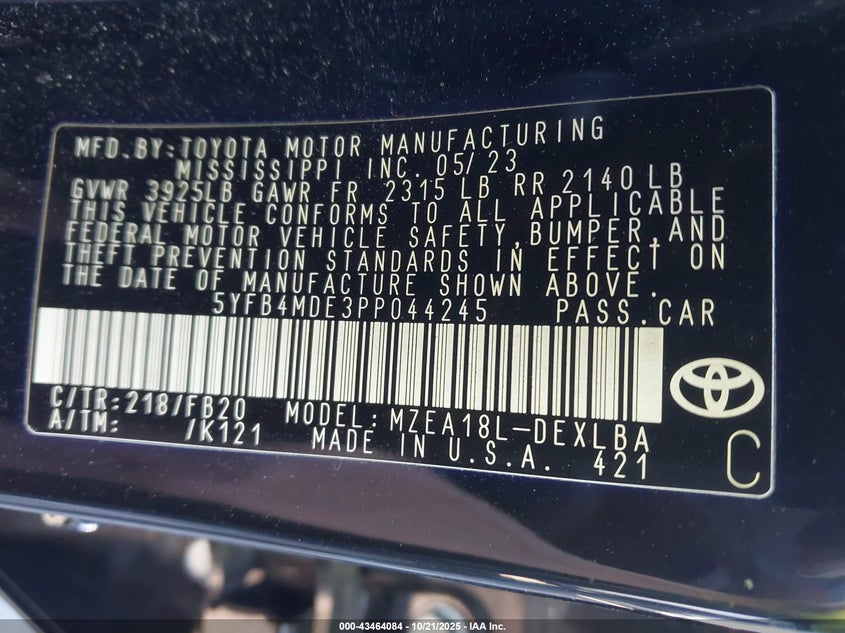 MFD.BY:TOYOTA MOTOR MANUFACTURING
MISSISSIPPI INC. 05/23
GVWR 3925LB GAWR FR 2315 LB RR 2140 LB
THIS VEHICLE CONFORMS TO ALL APPLICABLE
FEDERAL MOTOR VEHICLE SAFETY,BUMPER,AND
THEFT PREVENTION STANDARDS IN EFFECT ON
THE DATE OF MANUFACTURE SHOWN ABOVE.
5YFB4MDE3PP044245 PASS.CAR
C/TR:218/FB20 MODEL:MZEA18L-DEXLBA
A/TM: /K121 MADE IN U.S.A. 421
C
000-43464084 | 10/21/2025 | IAA Inc.